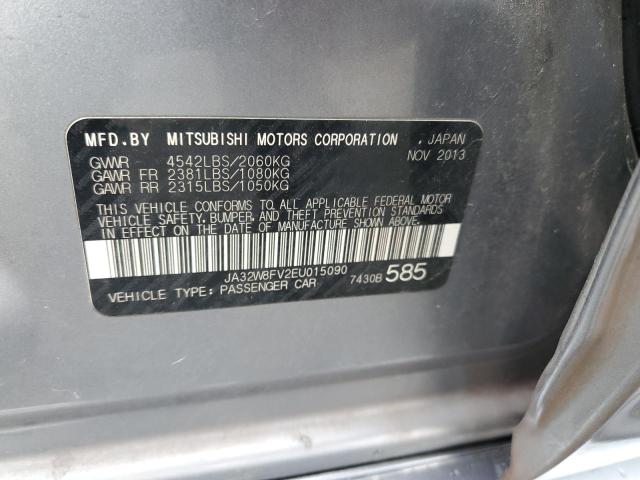 MFD.BY MITSUBISHI MOTORS CORPORATION , JAPAN
NOV 2013
GVWR 4542LBS/2060KG
GAWR FR 2381LBS/1080KG
GAWR RR 2315LBS/1050KG
THIS VEHICLE CONFORMS TO ALL APPLICABLE FEDERAL MOTOR
VEHICLE SAFETY, BUMPER, AND THEFT PREVENTION STANDARDS
IN EFFECT ON THE DATE OF MANUFACTURE SHOWN ABOVE.
JA32W8FV2EU015090
VEHICLE TYPE: PASSENGER CAR 7430B 585